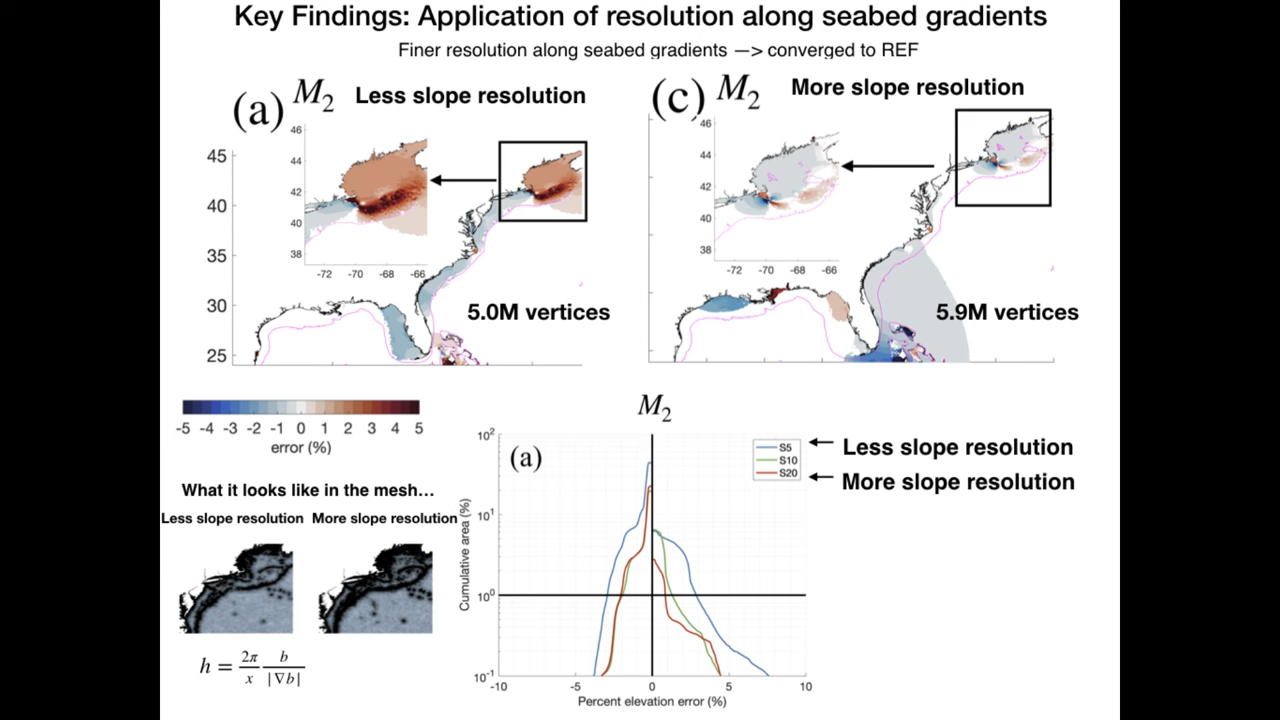 Key Findings: Application of resolution along seabed gradients
Finer resolution along seabed gradients —> converged to REF
(a) M2 Less slope resolution
46
44
42
40
38
-72 -70 -68 -66
45
40
35
30
25
5.0M vertices
(c) M2 More slope resolution
46
44
42
40
38
-72 -70 -68 -66
5.9M vertices
-5 -4 -3 -2 -1 0 1 2 3 4 5
error (%)
What it looks like in the mesh...
Less slope resolution More slope resolution
h = 2π/x b/|∇b|
M2
(a)
10^2
10^1
10^0
10^-1
Cumulative area (%)
-10 -5 0 5 10
Percent elevation error (%)
S5
S10
S20
Less slope resolution
More slope resolution